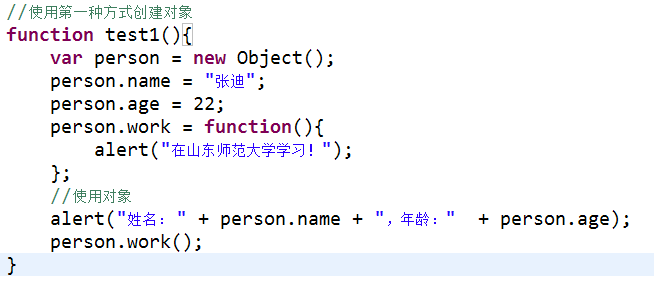 //使用第一种方式创建对象
function test1(){
    var person = new Object();
    person.name = "张迪";
    person.age = 22;
    person.work = function(){
        alert("在山东师范大学学习！");
    };
    //使用对象
    alert("姓名：" + person.name + "，年龄："  + person.age);
    person.work();
}